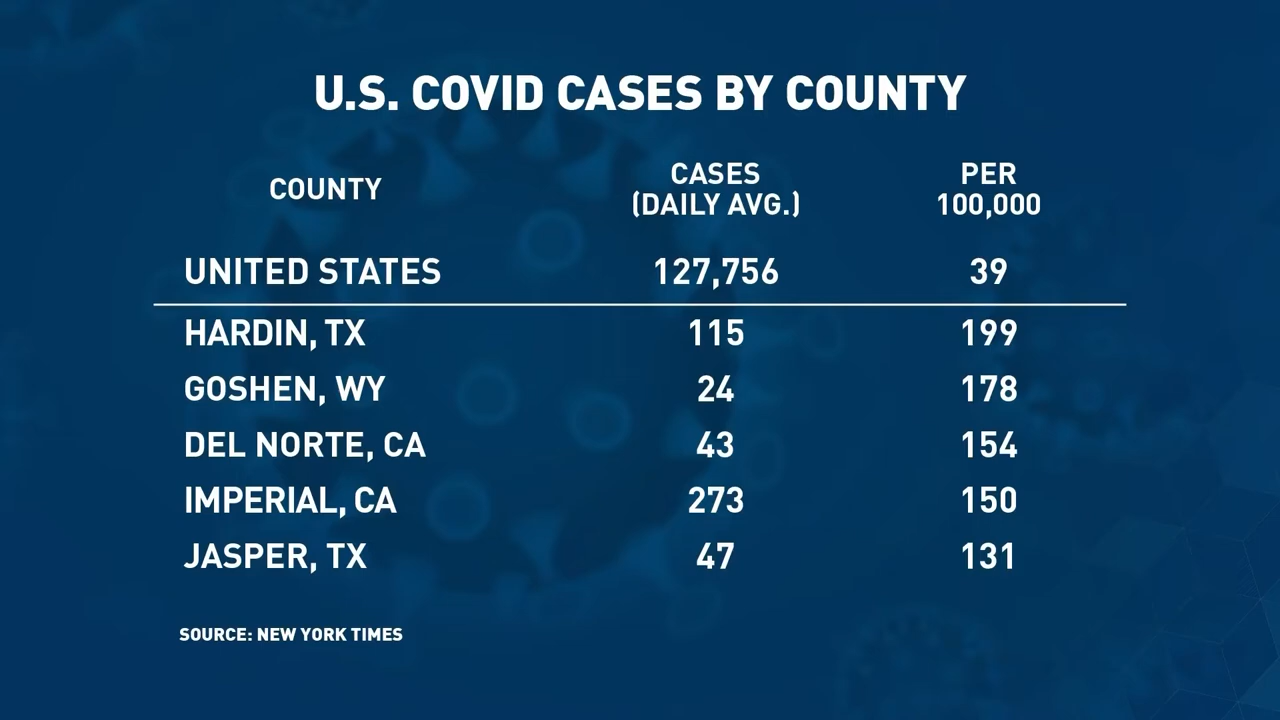 U.S. COVID CASES BY COUNTY
COUNTY
CASES
(DAILY AVG.)
PER
100,000
UNITED STATES 127,756 39
HARDIN, TX 115 199
GOSHEN, WY 24 178
DEL NORTE, CA 43 154
IMPERIAL, CA 273 150
JASPER, TX 47 131
SOURCE: NEW YORK TIMES